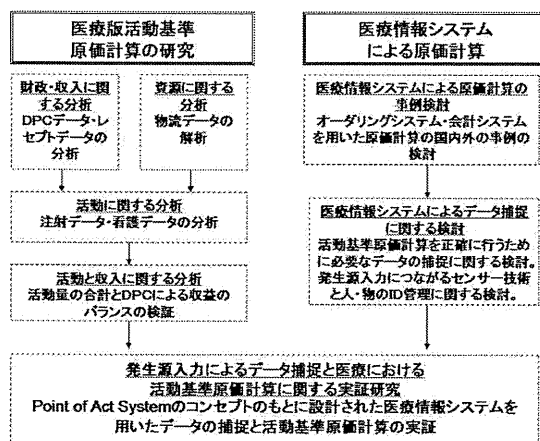 医療版活動基準
原価計算の研究
財政・収入に関
する分析
DPCデータ・レ
セプトデータの
分析
資源に関する
分析
物流データの
解析
活動に関する分析
注射データ・看護データの分析
活動と収入に関する分析
活動量の合計とDPCによる収益の
バランスの検証
医療情報システム
による原価計算
医療情報システムによる原価計算の
事例検討
オーダリングシステム・会計システム
を用いた原価計算の国内外の事例の
検討
医療情報システムによるデータ捕捉
に関する検討
活動基準原価計算を正確に行うため
に必要なデータの捕捉に関する検討。
発生源入力につながるセンサー技術
と人・物のID管理に関する検討。
発生源入力によるデータ捕捉と医療における
活動基準原価計算に関する実証研究
Point of Act Systemのコンセプトのもとに設計された医療情報システムを
用いたデータの捕捉と活動基準原価計算の実証